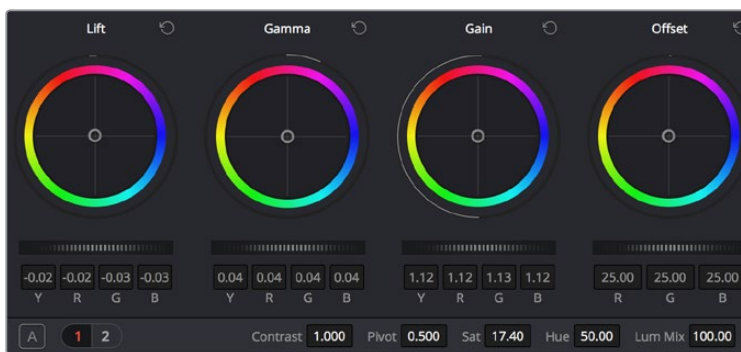 Lift Gamma Gain Offset
-0.02 -0.02 -0.03 -0.03 0.04 0.04 0.04 0.04 1.12 1.12 1.13 1.12 25.00 25.00 25.00
Y R G B Y R G B Y R G B R G B
A 1 2 Contrast 1.000 Pivot 0.500 Sat 17.40 Hue 50.00 Lum Mix 100.00